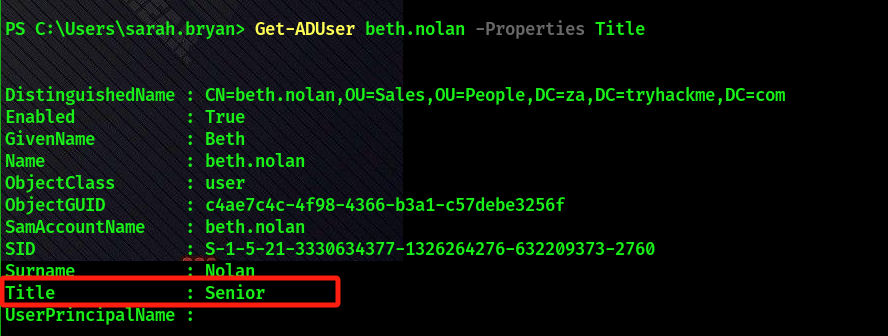 PS C:\Users\sarah.bryan> Get-ADUser beth.nolan -Properties Title
DistinguishedName : CN=beth.nolan,OU=Sales,OU=People,DC=za,DC=tryhackme,DC=com
Enabled : True
GivenName : Beth
Name : beth.nolan
ObjectClass : user
ObjectGUID : c4ae7c4c-4f98-4366-b3a1-c57debe3256f
SamAccountName : beth.nolan
SID : S-1-5-21-3330634377-1326264276-632209373-2760
Surname : Nolan
Title : Senior
UserPrincipalName :